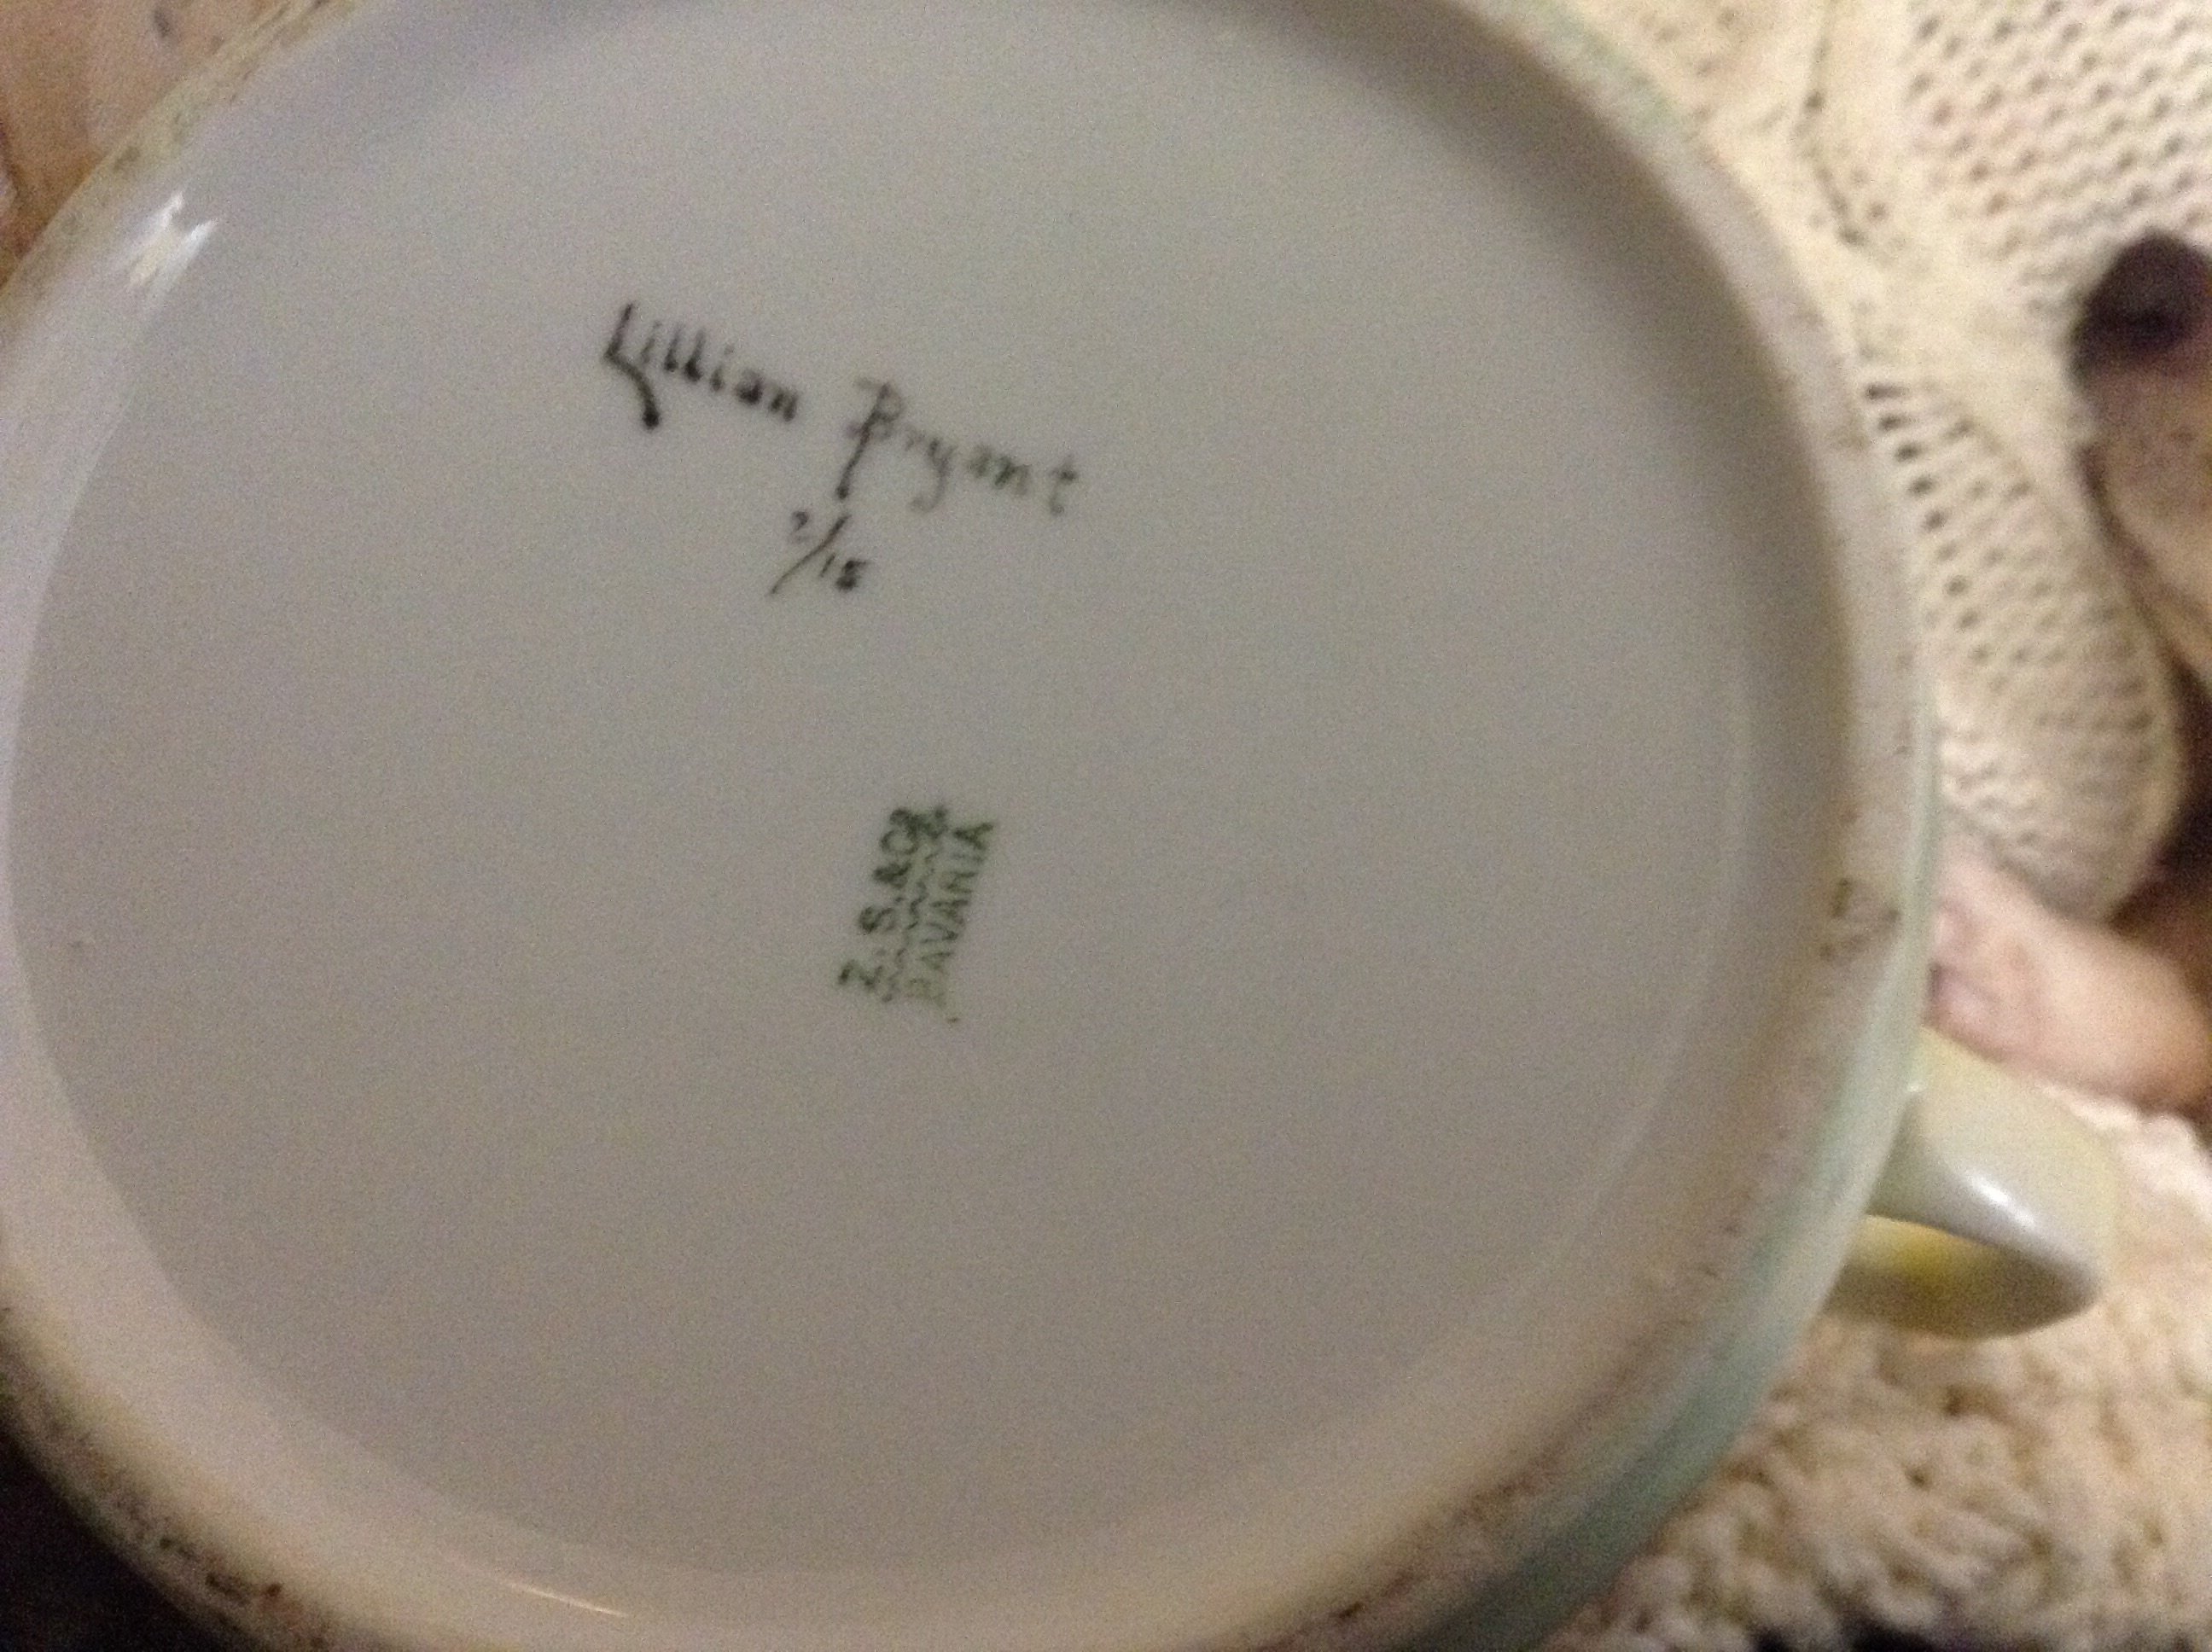 Lillian Bryant
2/15
Z. S. & Cº
BAVARIA